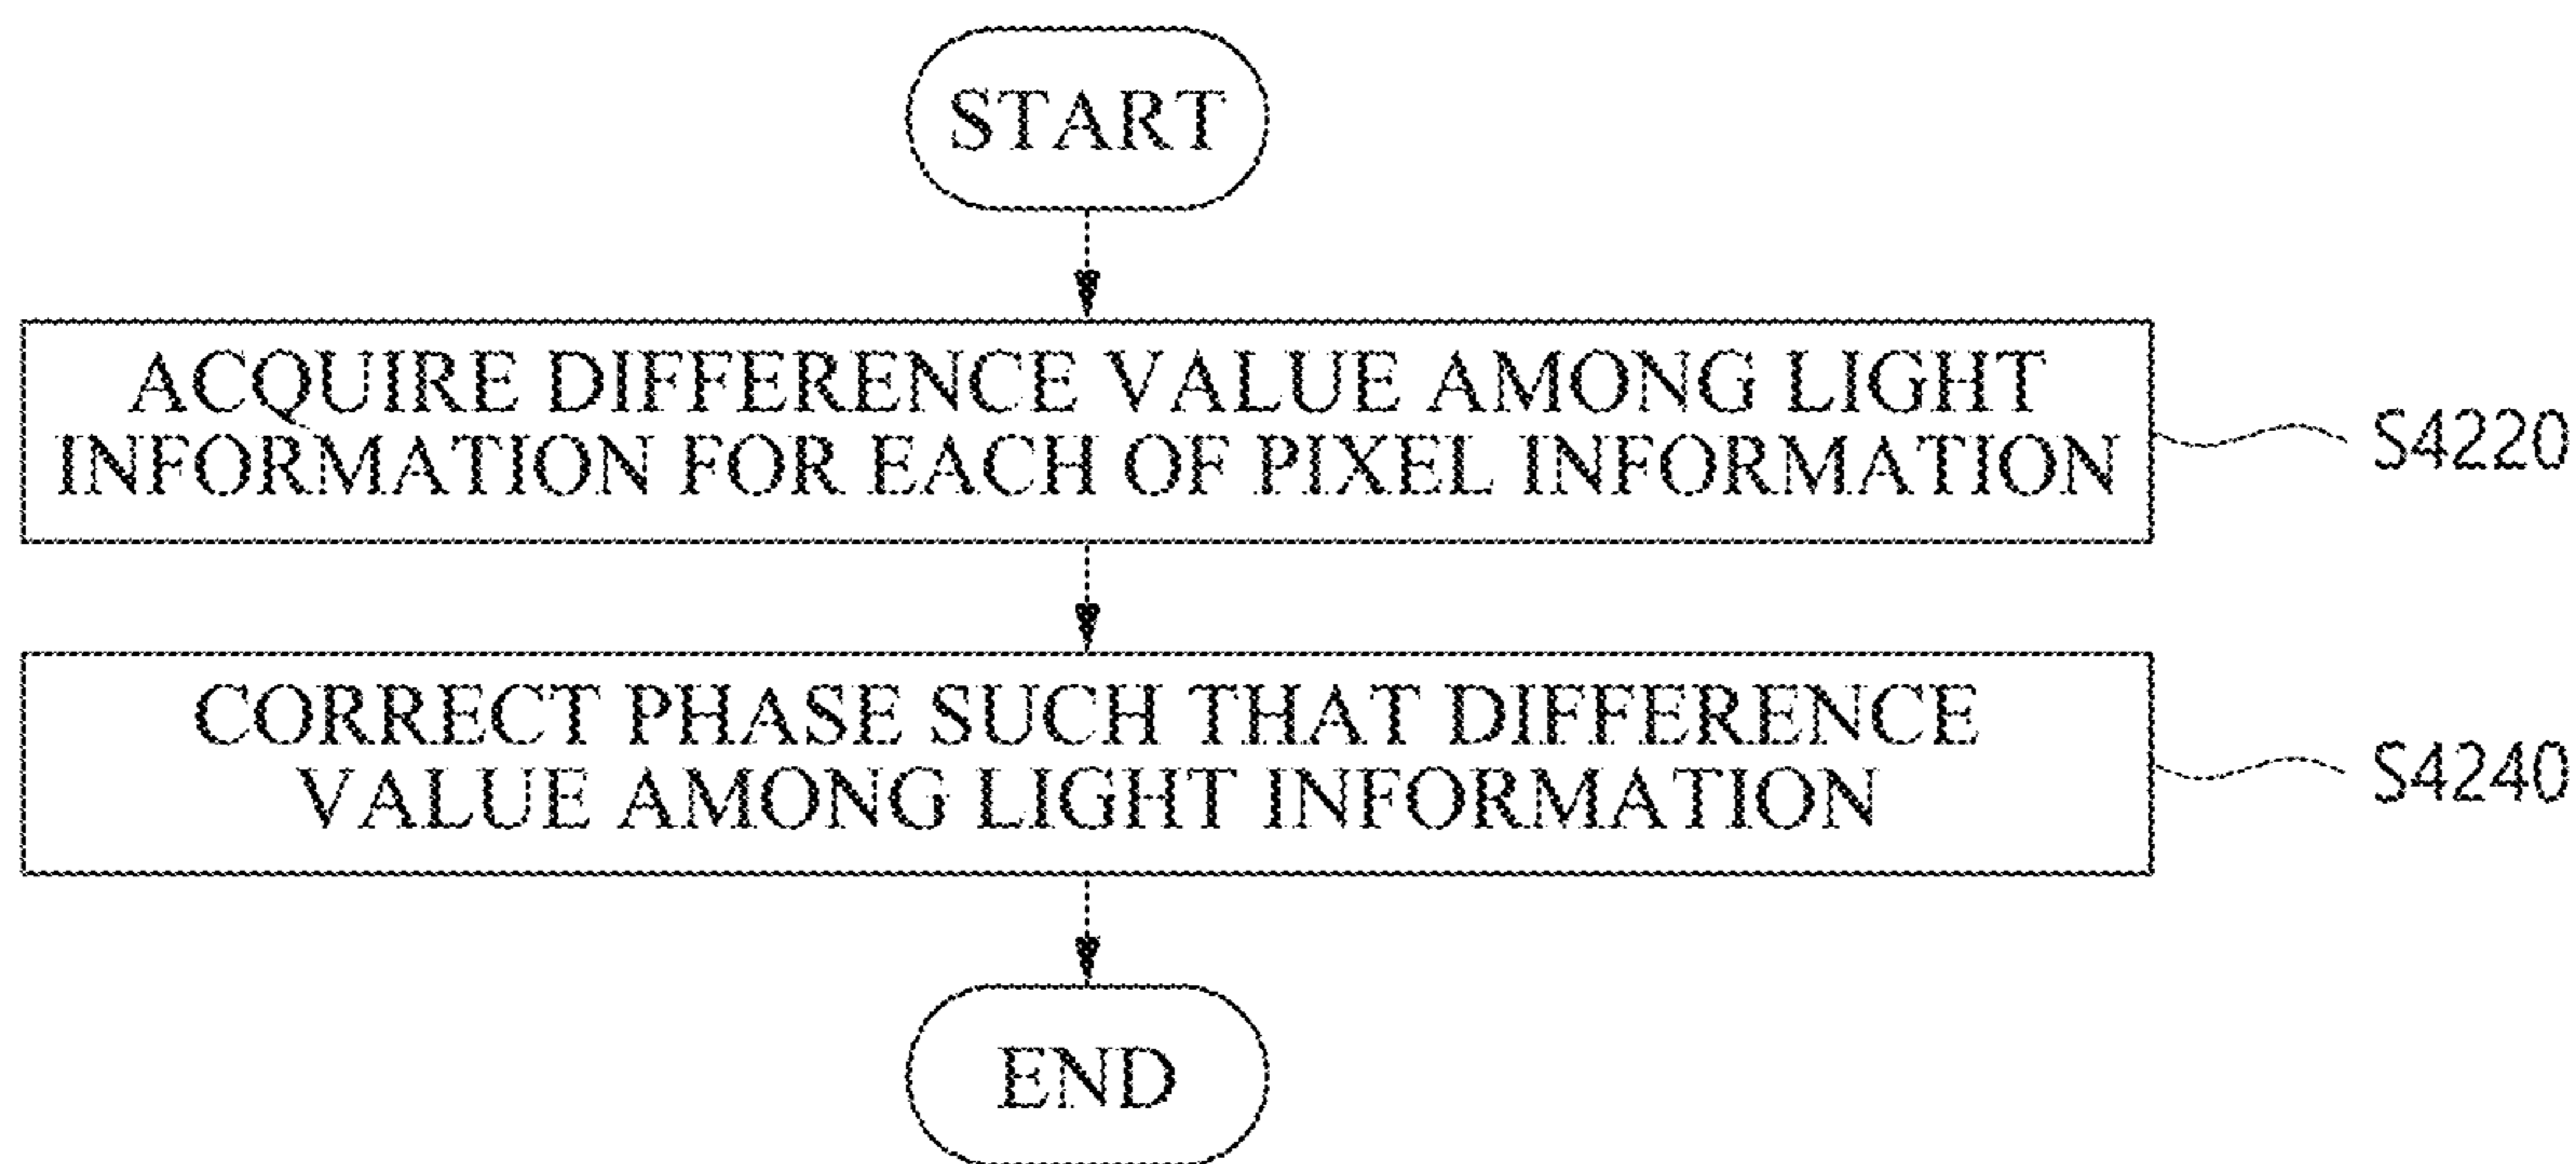 START
ACQUIRE DIFFERENCE VALUE AMONG LIGHT
INFORMATION FOR EACH OF PIXEL INFORMATION
S4220
CORRECT PHASE SUCH THAT DIFFERENCE
VALUE AMONG LIGHT INFORMATION
S4240
END